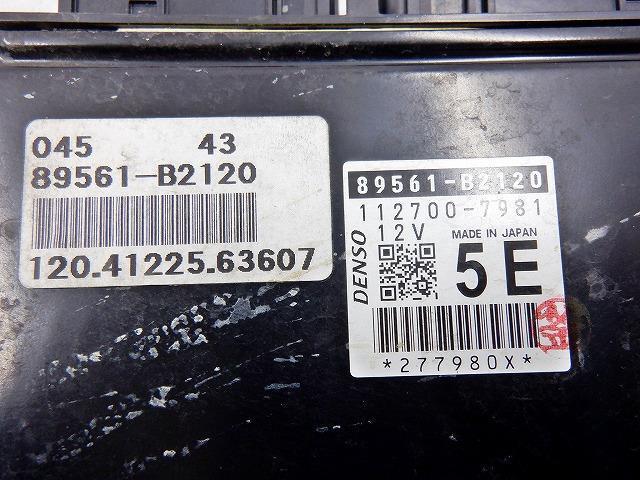 045 43
89561-B2120
120.41225.63607
89561-B2120
112700-7981
12V MADE IN JAPAN
DENSO
5E
*277980X*